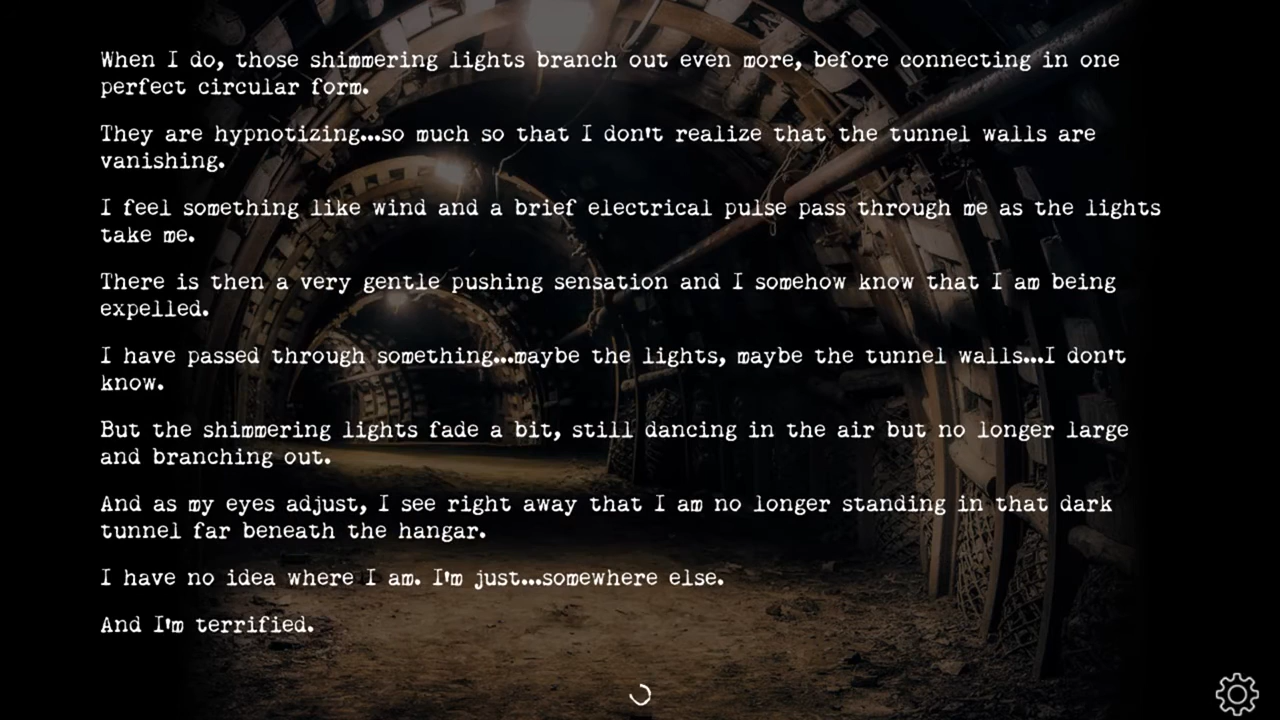 When I do, those shimmering lights branch out even more, before connecting in one
perfect circular form.
They are hypnotizing...so much so that I don't realize that the tunnel walls are
vanishing.
I feel something like wind and a brief electrical pulse pass through me as the lights
take me.
There is then a very gentle pushing sensation and I somehow know that I am being
expelled.
I have passed through something...maybe the lights, maybe the tunnel walls...I don't
know.
But the shimmering lights fade a bit, still dancing in the air but no longer large
and branching out.
And as my eyes adjust, I see right away that I am no longer standing in that dark
tunnel far beneath the hangar.
I have no idea where I am. I'm just...somewhere else.
And I'm terrified.